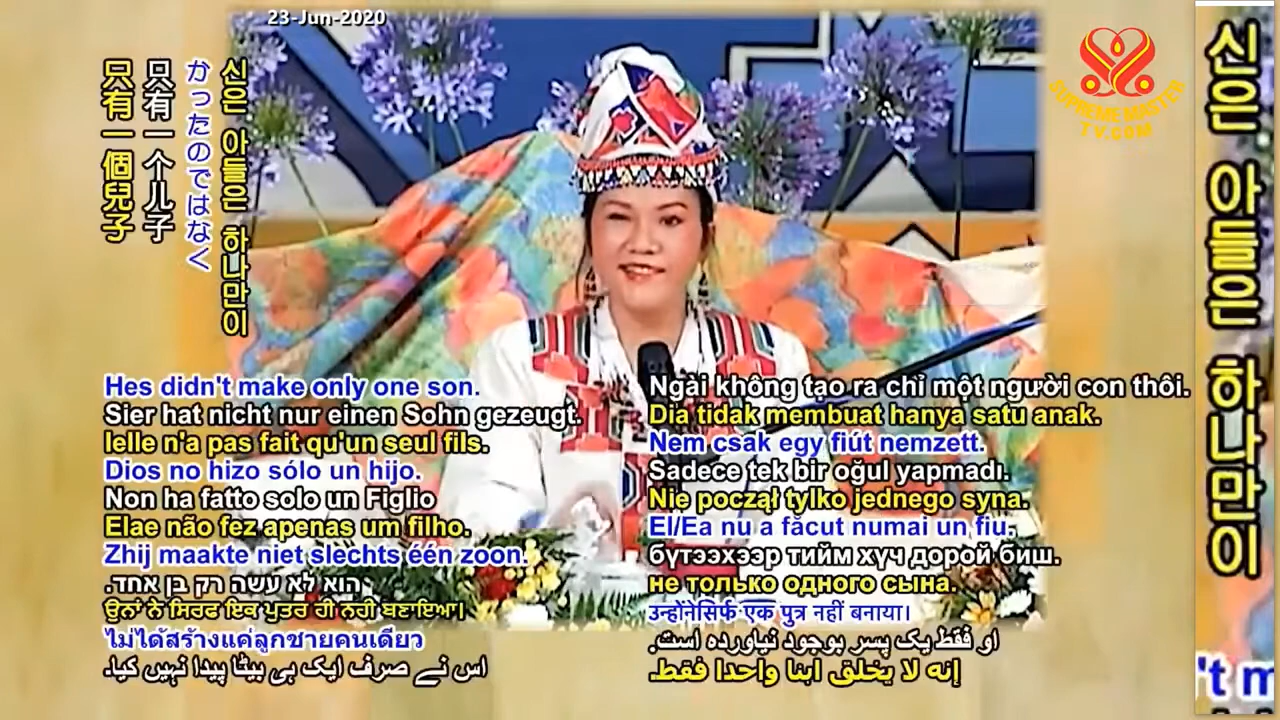 23-Jun-2020
SUPREME MASTER
TV.COM
신은 아들은 하나만이
かったのではなく
只有一个儿子
只有一個兒子
Hes didn't make only one son.
Sier hat nicht nur einen Sohn gezeugt.
Ielle n'a pas fait qu'un seul fils.
Dios no hizo sólo un hijo.
Non ha fatto solo un Figlio
Elae não fez apenas um filho.
Zhij maakte niet slechts één zoon.
הוא לא עשה רק בן אחד.
ਉਨਾਂ ਨੇ ਸਿਰਫ ਇਕ ਪੁਤਰ ਹੀ ਨਹੀ ਬਣਾਇਆ।
ไม่ได้สร้างแค่ลูกชายคนเดียว
اس نے صرف ایک ہی بیٹا پیدا نہیں کیا.
Ngài không tạo ra chỉ một người con thôi.
Dia tidak membuat hanya satu anak.
Nem csak egy fiút nemzett.
Sadece tek bir oğul yapmadı.
Nie począł tylko jednego syna.
El/Ea nu a făcut numai un fiu.
бүтээхээр тийм хүч дорой биш.
не только одного сына.
उन्होंनेसिर्फ एक पुत्र नहीं बनाया।
او فقط یک پسر بوجود نیاورده است.
إنه لا يخلق ابنا واحدا فقط.
신은 아들은 하나만이
't m